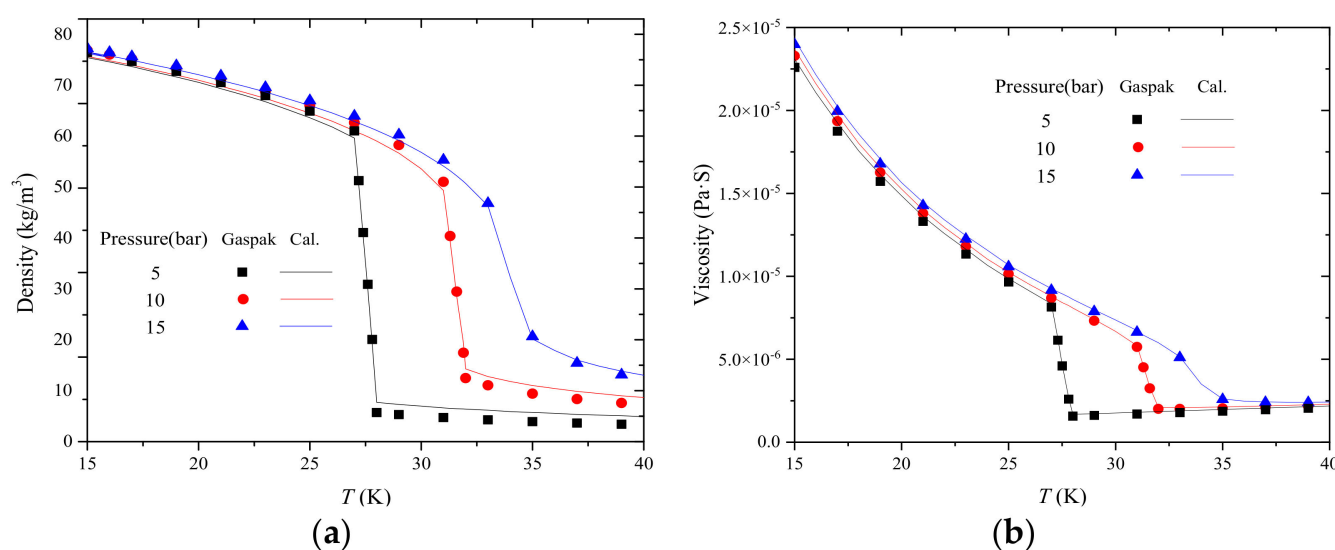 80
70
60
50
40
30
20
10
0
Density (kg/m³)
Pressure(bar) Gaspak Cal.
5
10
15
15 20 25 30 35 40
T (K)
(a)
2.5×10⁻⁵
2.0×10⁻⁵
1.5×10⁻⁵
1.0×10⁻⁵
5.0×10⁻⁶
0.0
Viscosity (Pa·S)
Pressure(bar) Gaspak Cal.
5
10
15
15 20 25 30 35 40
T (K)
(b)